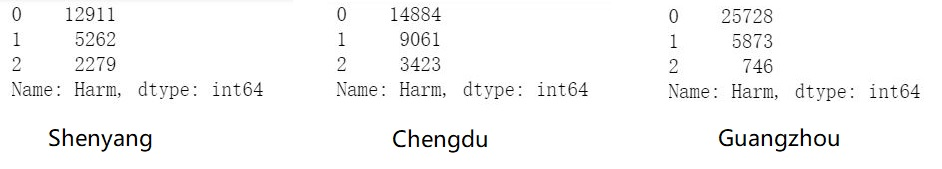 0 12911
1 5262
2 2279
Name: Harm, dtype: int64
Shenyang
0 14884
1 9061
2 3423
Name: Harm, dtype: int64
Chengdu
0 25728
1 5873
2 746
Name: Harm, dtype: int64
Guangzhou